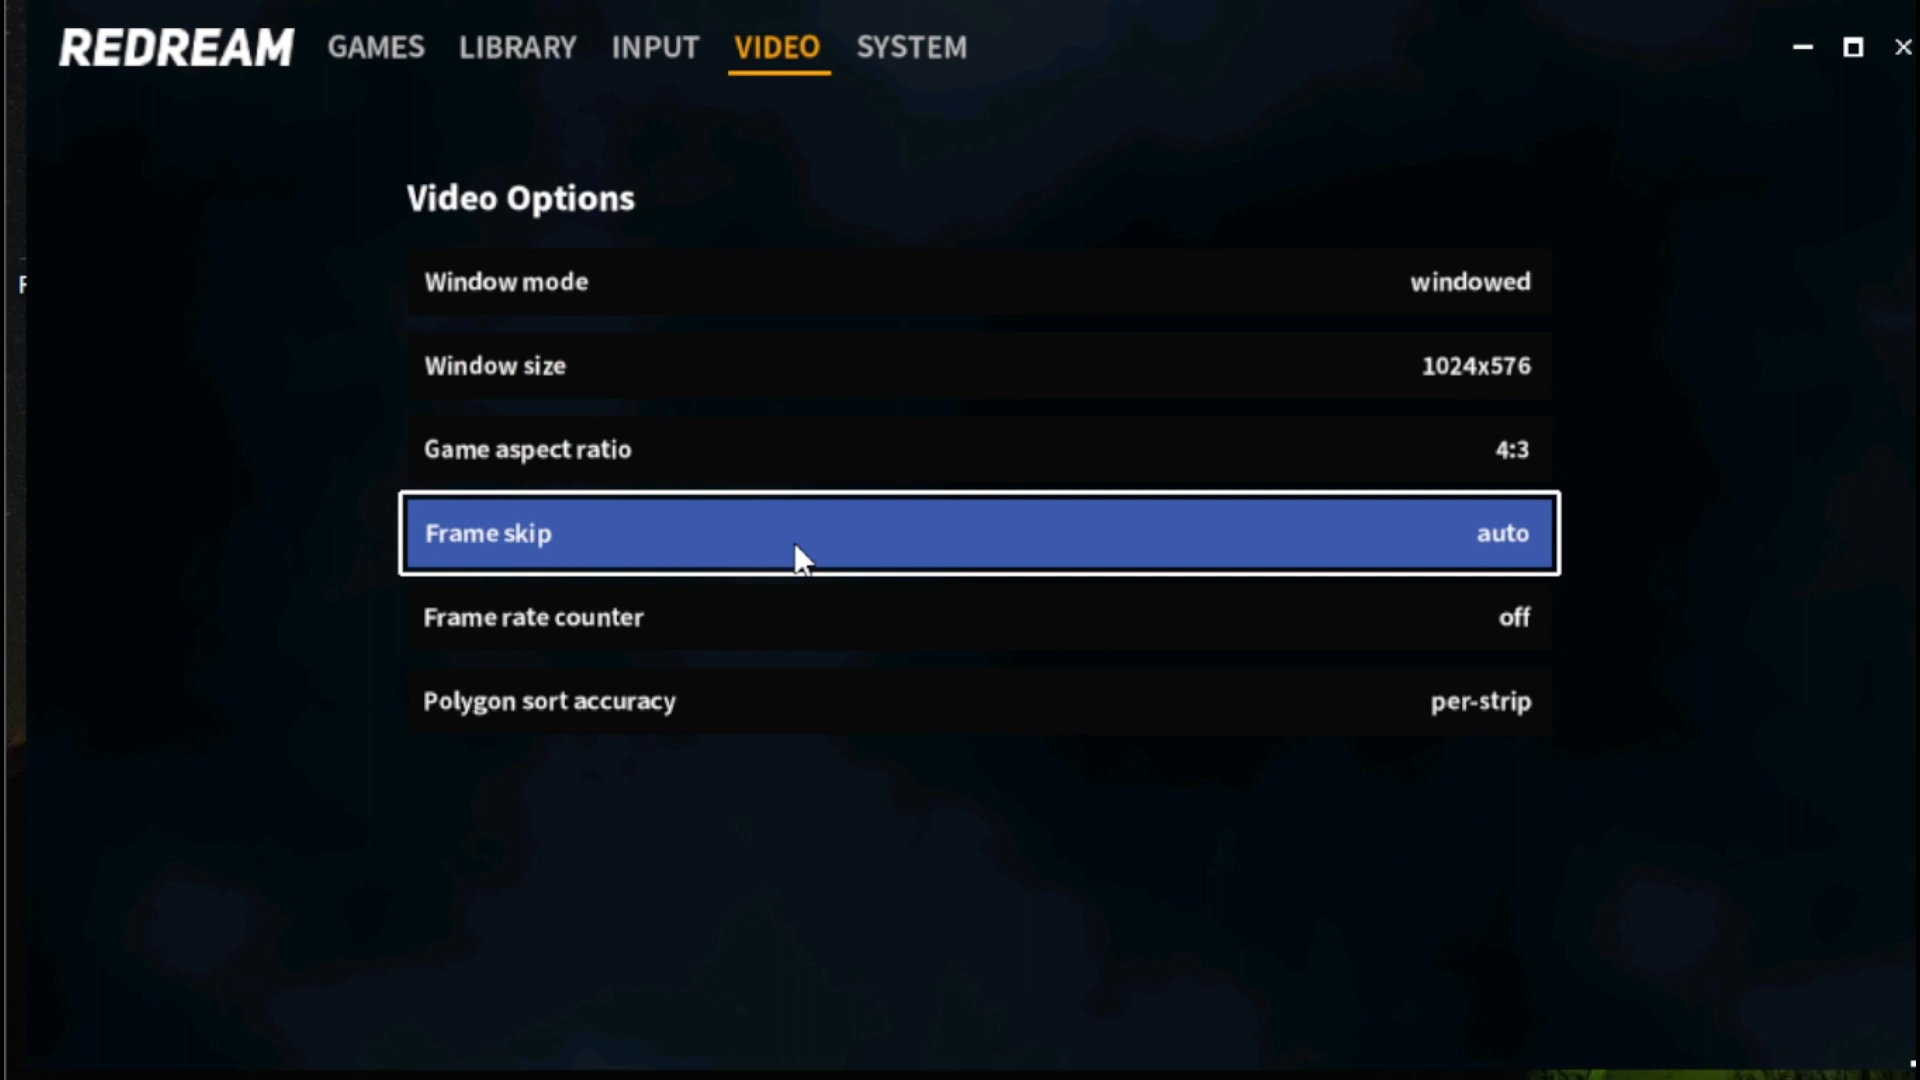 REDREAM GAMES LIBRARY INPUT VIDEO SYSTEM
Video Options
Window mode windowed
Window size 1024x576
Game aspect ratio 4:3
Frame skip auto
Frame rate counter off
Polygon sort accuracy per-strip